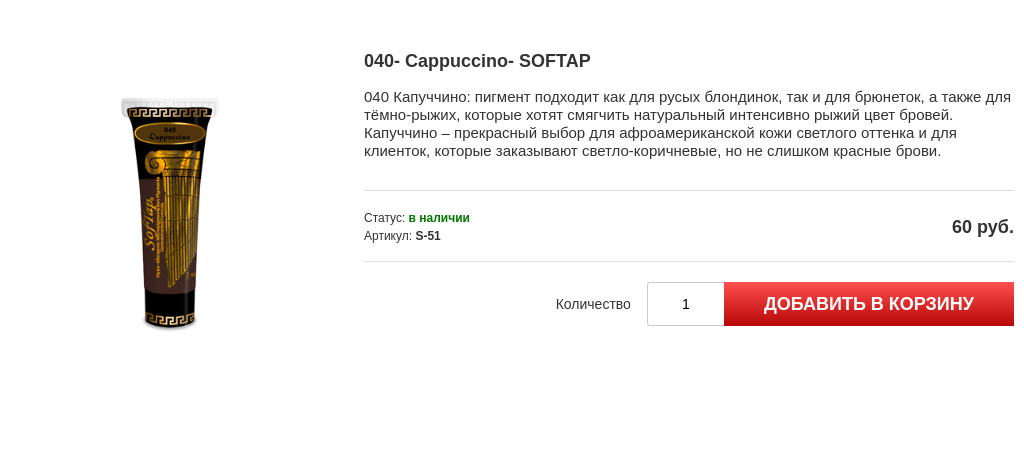 040- Cappuccino- SOFTAP
040 Капуччино: пигмент подходит как для русых блондинок, так и для брюнеток, а также для
тёмно-рыжих, которые хотят смягчить натуральный интенсивно рыжий цвет бровей.
Капуччино – прекрасный выбор для афроамериканской кожи светлого оттенка и для
клиенток, которые заказывают светло-коричневые, но не слишком красные брови.
Статус: в наличии
Артикул: S-51
60 руб.
Количество
1
ДОБАВИТЬ В КОРЗИНУ
040
Cappuccino
SofTap